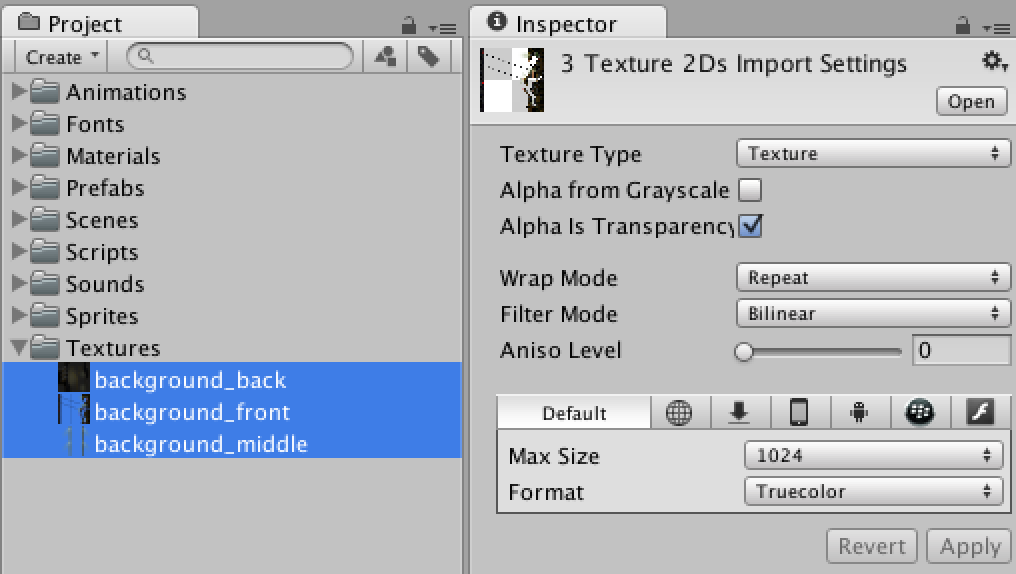 Project
Create
Animations
Fonts
Materials
Prefabs
Scenes
Scripts
Sounds
Sprites
Textures
background_back
background_front
background_middle
Inspector
3 Texture 2Ds Import Settings
Open
Texture Type Texture
Alpha from Grayscale
Alpha Is Transparency
Wrap Mode Repeat
Filter Mode Bilinear
Aniso Level 0
Default
Max Size 1024
Format Truecolor
Revert Apply